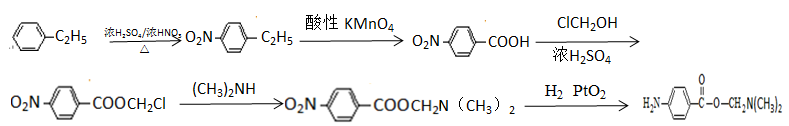 C₂H₅ 浓H₂SO₄/浓HNO₃ △ O₂N C₂H₅ 酸性 KMnO₄ O₂N COOH ClCH₂OH 浓H₂SO₄
O₂N COOCH₂Cl (CH₃)₂NH O₂N COOCH₂N（CH₃）₂ H₂ PtO₂ H₂N C O O CH₂N(CH₃)₂